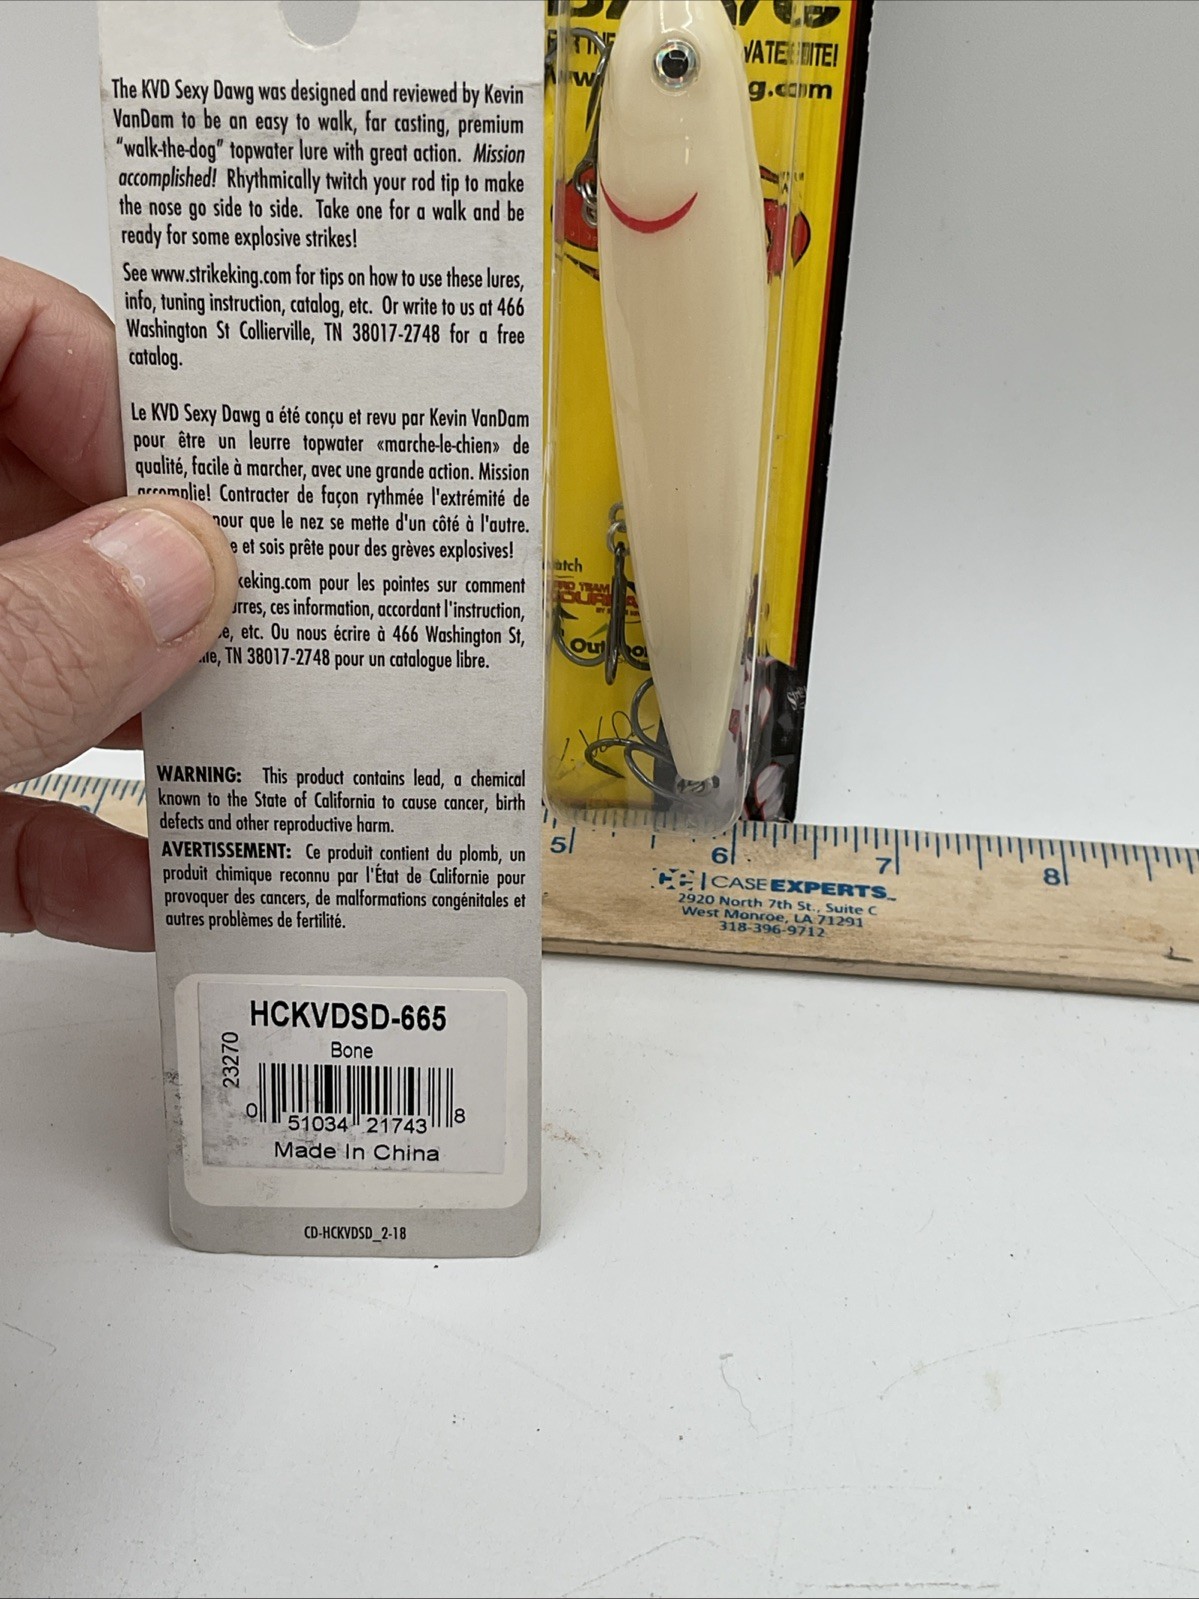 The KVD Sexy Dawg was designed and reviewed by Kevin
VanDam to be an easy to walk, far casting, premium
"walk-the-dog" topwater lure with great action. Mission
accomplished! Rhythmically twitch your rod tip to make
the nose go side to side. Take one for a walk and be
ready for some explosive strikes!
See www.strikeking.com for tips on how to use these lures,
info, tuning instruction, catalog, etc. Or write to us at 466
Washington St Collierville, TN 38017-2748 for a free
catalog.
Le KVD Sexy Dawg a été conçu et revu par Kevin VanDam
pour être un leurre topwater «marche-le-chien» de
qualité, facile à marcher, avec une grande action. Mission
accomplie! Contracter de façon rythmée l'extrémité de
pour que le nez se mette d'un côté à l'autre.
e et sois prête pour des grèves explosives!
keking.com pour les pointes sur comment
rres, ces information, accordant l'instruction,
e, etc. Ou nous écrire à 466 Washington St,
lle, TN 38017-2748 pour un catalogue libre.
WARNING: This product contains lead, a chemical
known to the State of California to cause cancer, birth
defects and other reproductive harm.
AVERTISSEMENT: Ce produit contient du plomb, un
produit chimique reconnu par l'État de Californie pour
provoquer des cancers, de malformations congénitales et
autres problèmes de fertilité.
HCKVDSD-665
Bone
23270
0 51034 21743 8
Made In China
CD-HCKVDSD_2-18
g.com
atch
PRO TEAM
Out
5 6 7 8
CASE EXPERTS
2920 North 7th St., Suite C
West Monroe, LA 71291
318-396-9712